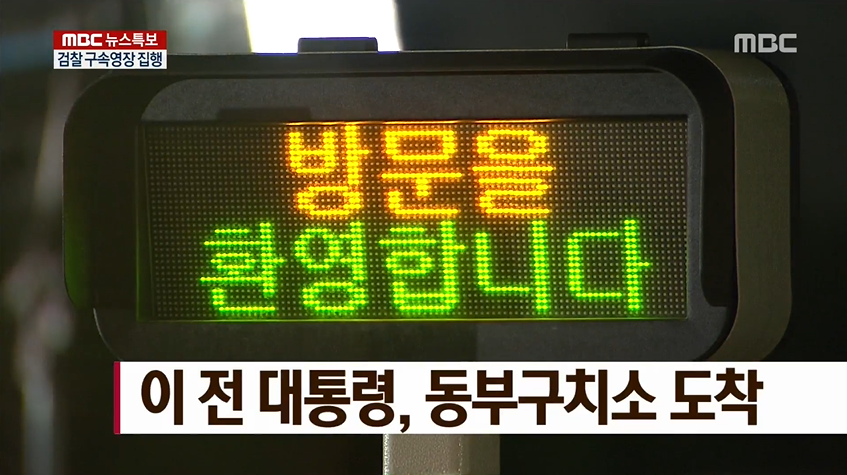 MBC 뉴스특보
MBC
검찰 구속영장 집행
방문을
환영합니다
이 전 대통령, 동부구치소 도착